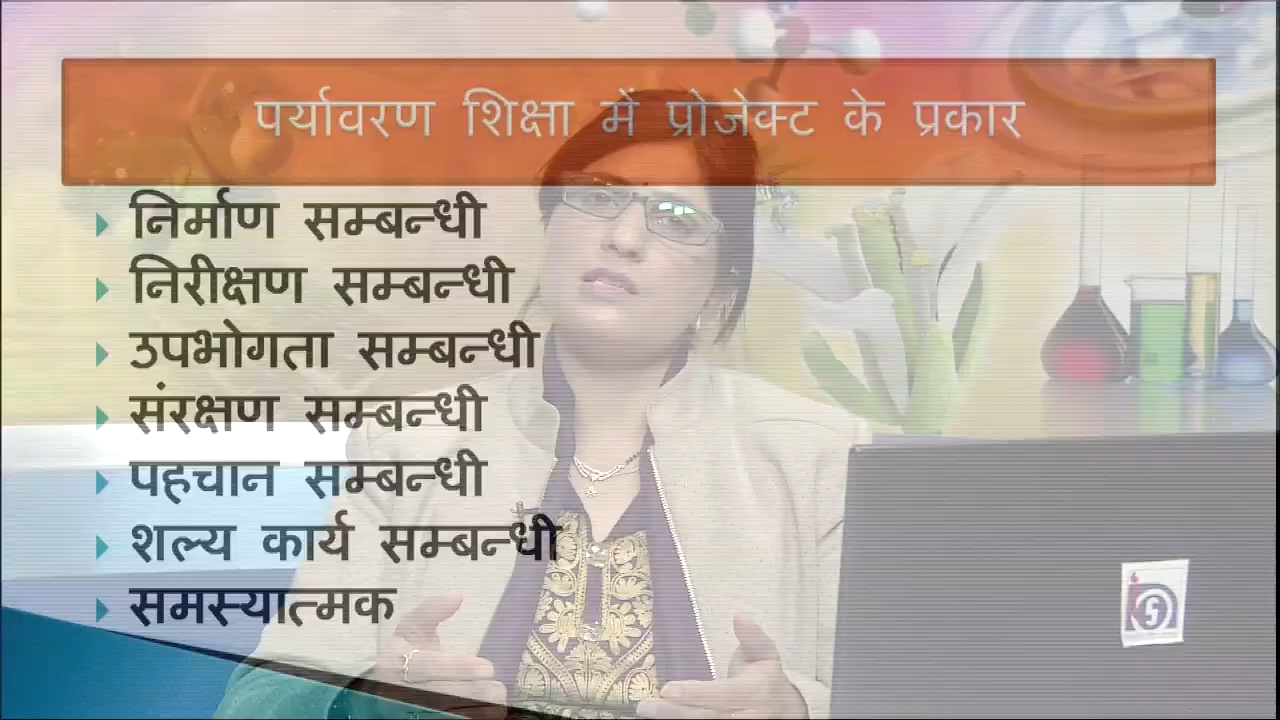 पर्यावरण शिक्षा में प्रोजेक्ट के प्रकार
निर्माण सम्बन्धी
निरीक्षण सम्बन्धी
उपभोगता सम्बन्धी
संरक्षण सम्बन्धी
पहचान सम्बन्धी
शल्य कार्य सम्बन्धी
समस्यात्मक